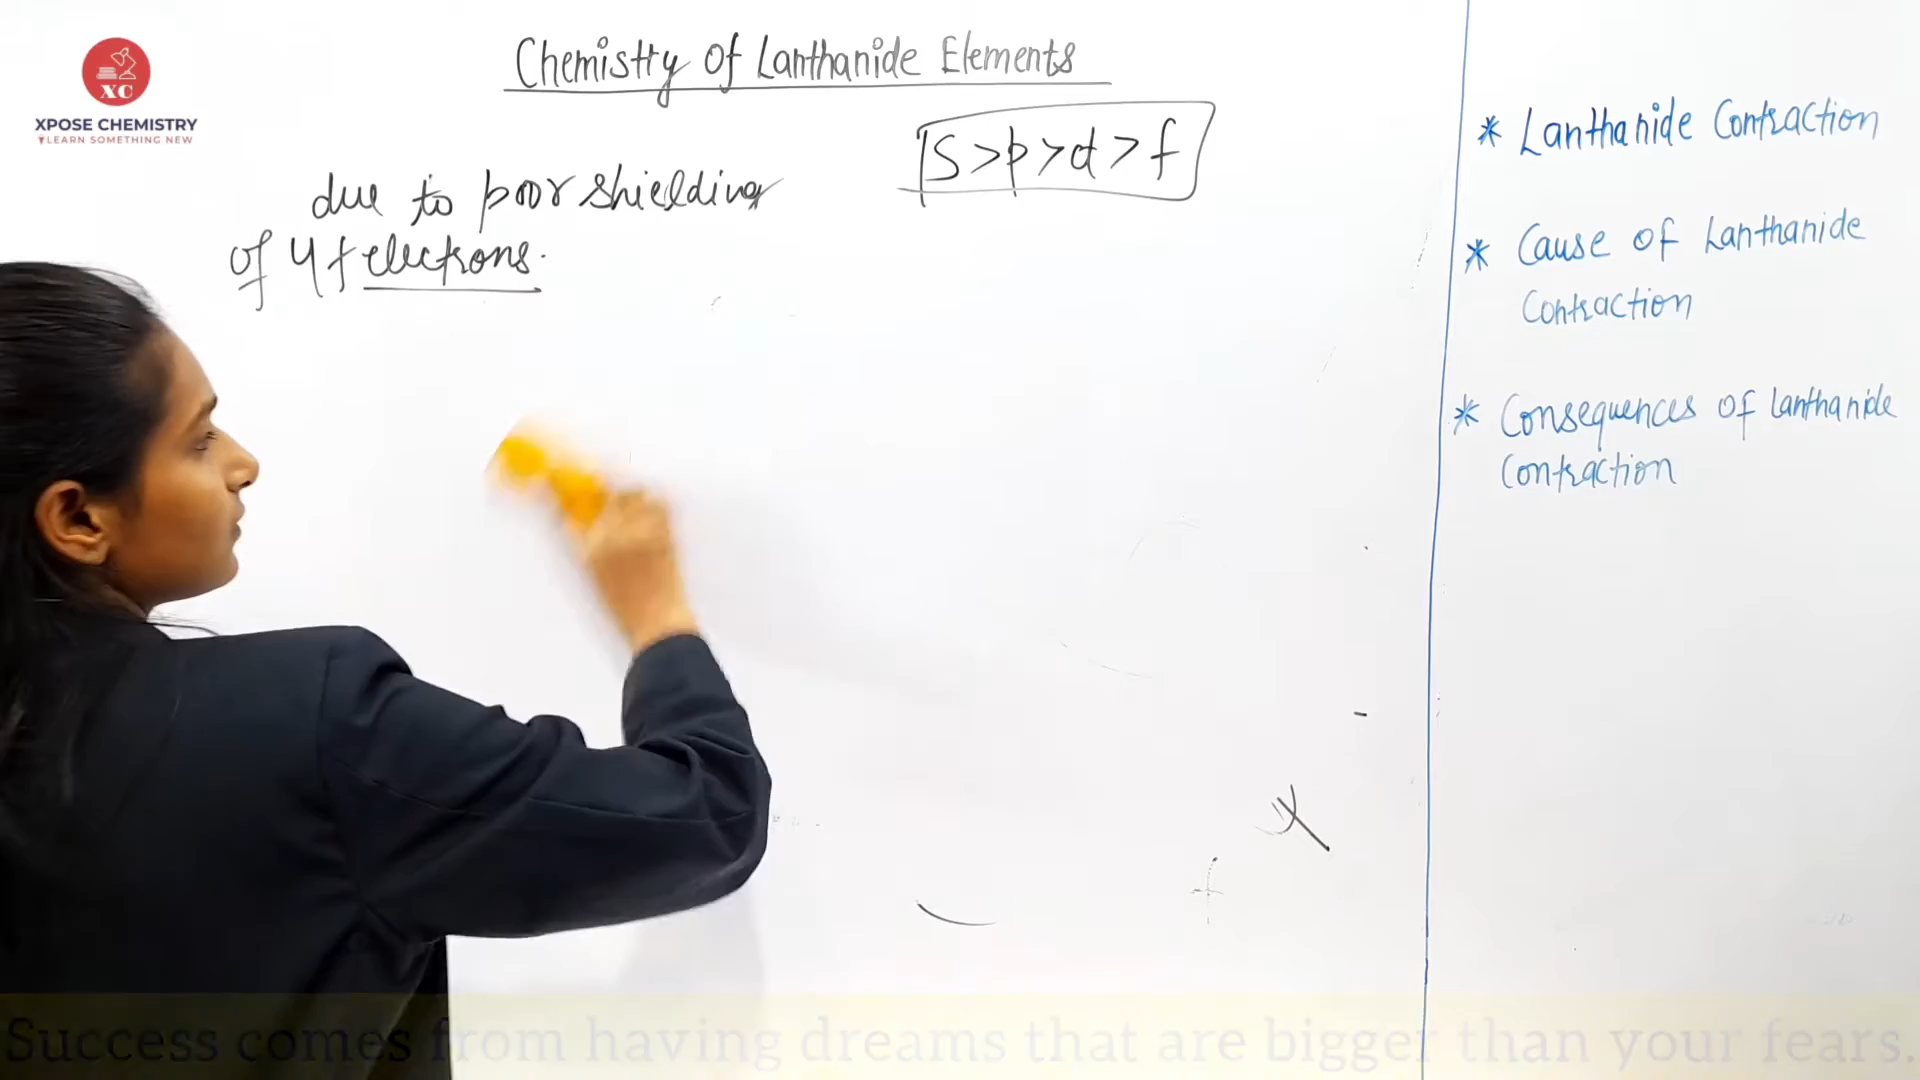 XC
XPOSE CHEMISTRY
LEARN SOMETHING NEW
Chemistry Of Lanthanide Elements
S > p > d > f
due to poor shielding
of 4f electrons.
* Lanthanide Contraction
* Cause of Lanthanide
Contraction
* Consequences of Lanthanide
Contraction
Success comes from having dreams that are bigger than your fears.